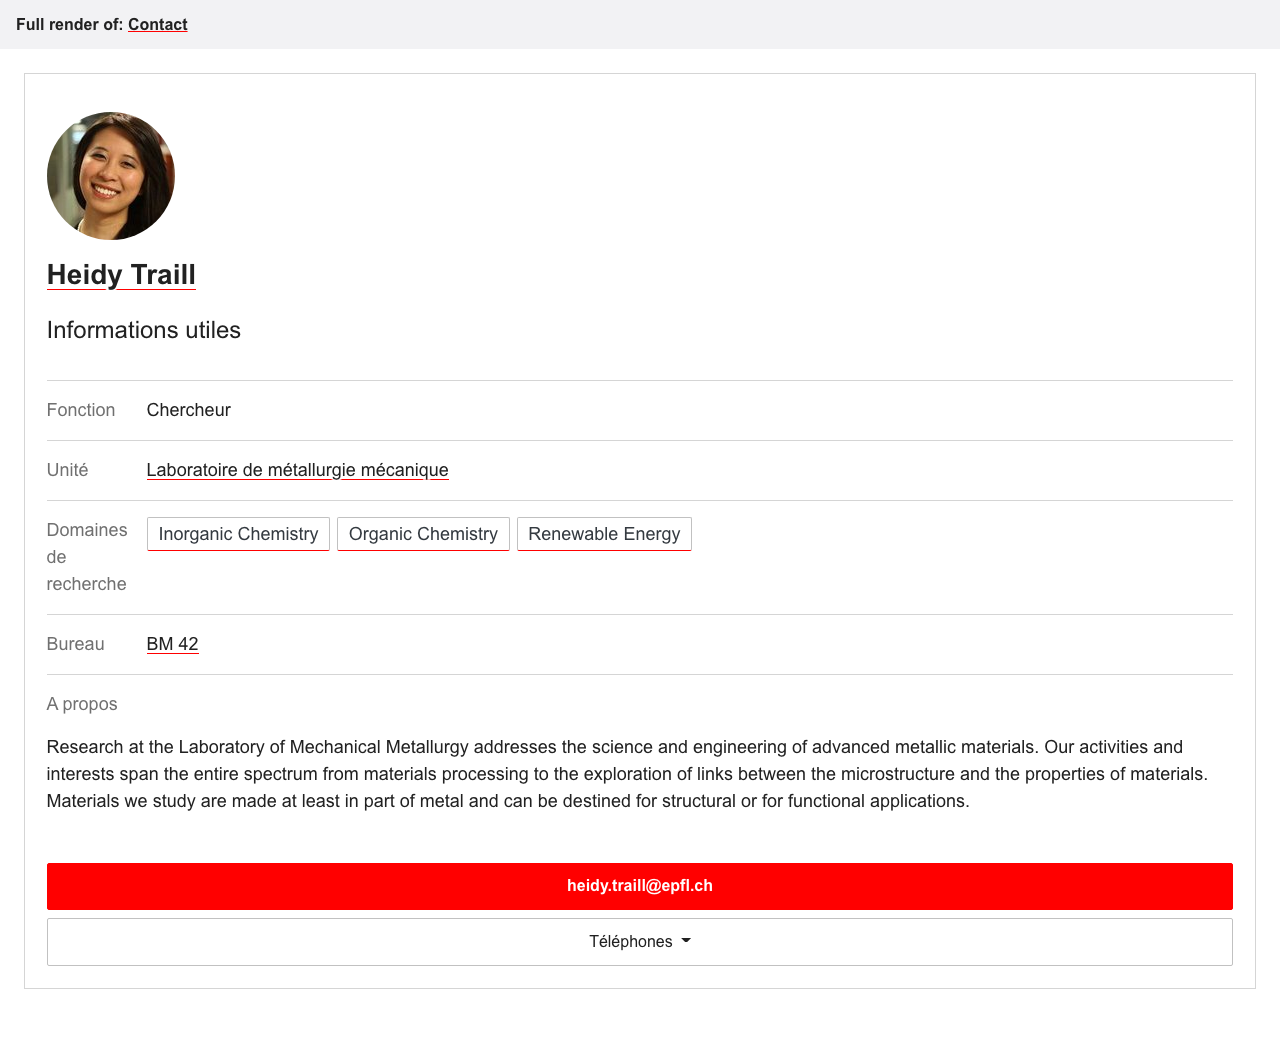 Full render of: Contact
Heidy Traill
Informations utiles
Fonction Chercheur
Unité Laboratoire de métallurgie mécanique
Domaines de recherche Inorganic Chemistry Organic Chemistry Renewable Energy
Bureau BM 42
A propos
Research at the Laboratory of Mechanical Metallurgy addresses the science and engineering of advanced metallic materials. Our activities and
interests span the entire spectrum from materials processing to the exploration of links between the microstructure and the properties of materials.
Materials we study are made at least in part of metal and can be destined for structural or for functional applications.
heidy.traill@epfl.ch
Téléphones